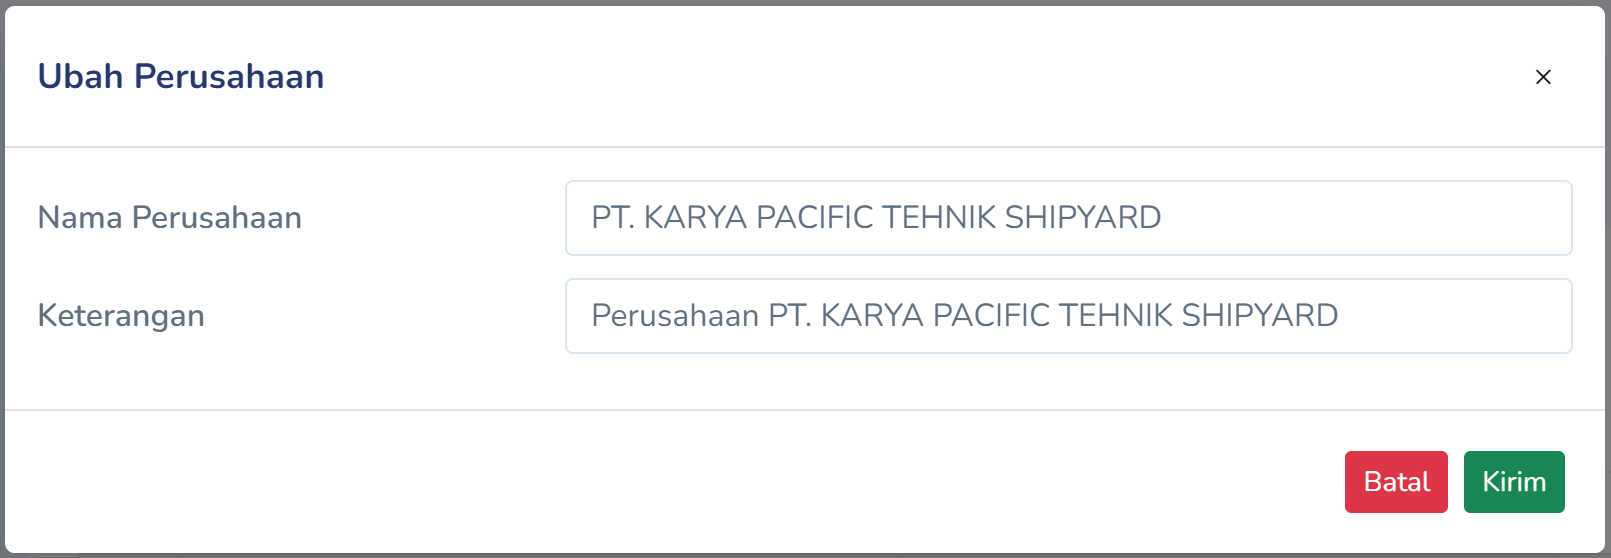 Ubah Perusahaan
Nama Perusahaan
PT. KARYA PACIFIC TEHNIK SHIPYARD
Keterangan
Perusahaan PT. KARYA PACIFIC TEHNIK SHIPYARD
Batal
Kirim